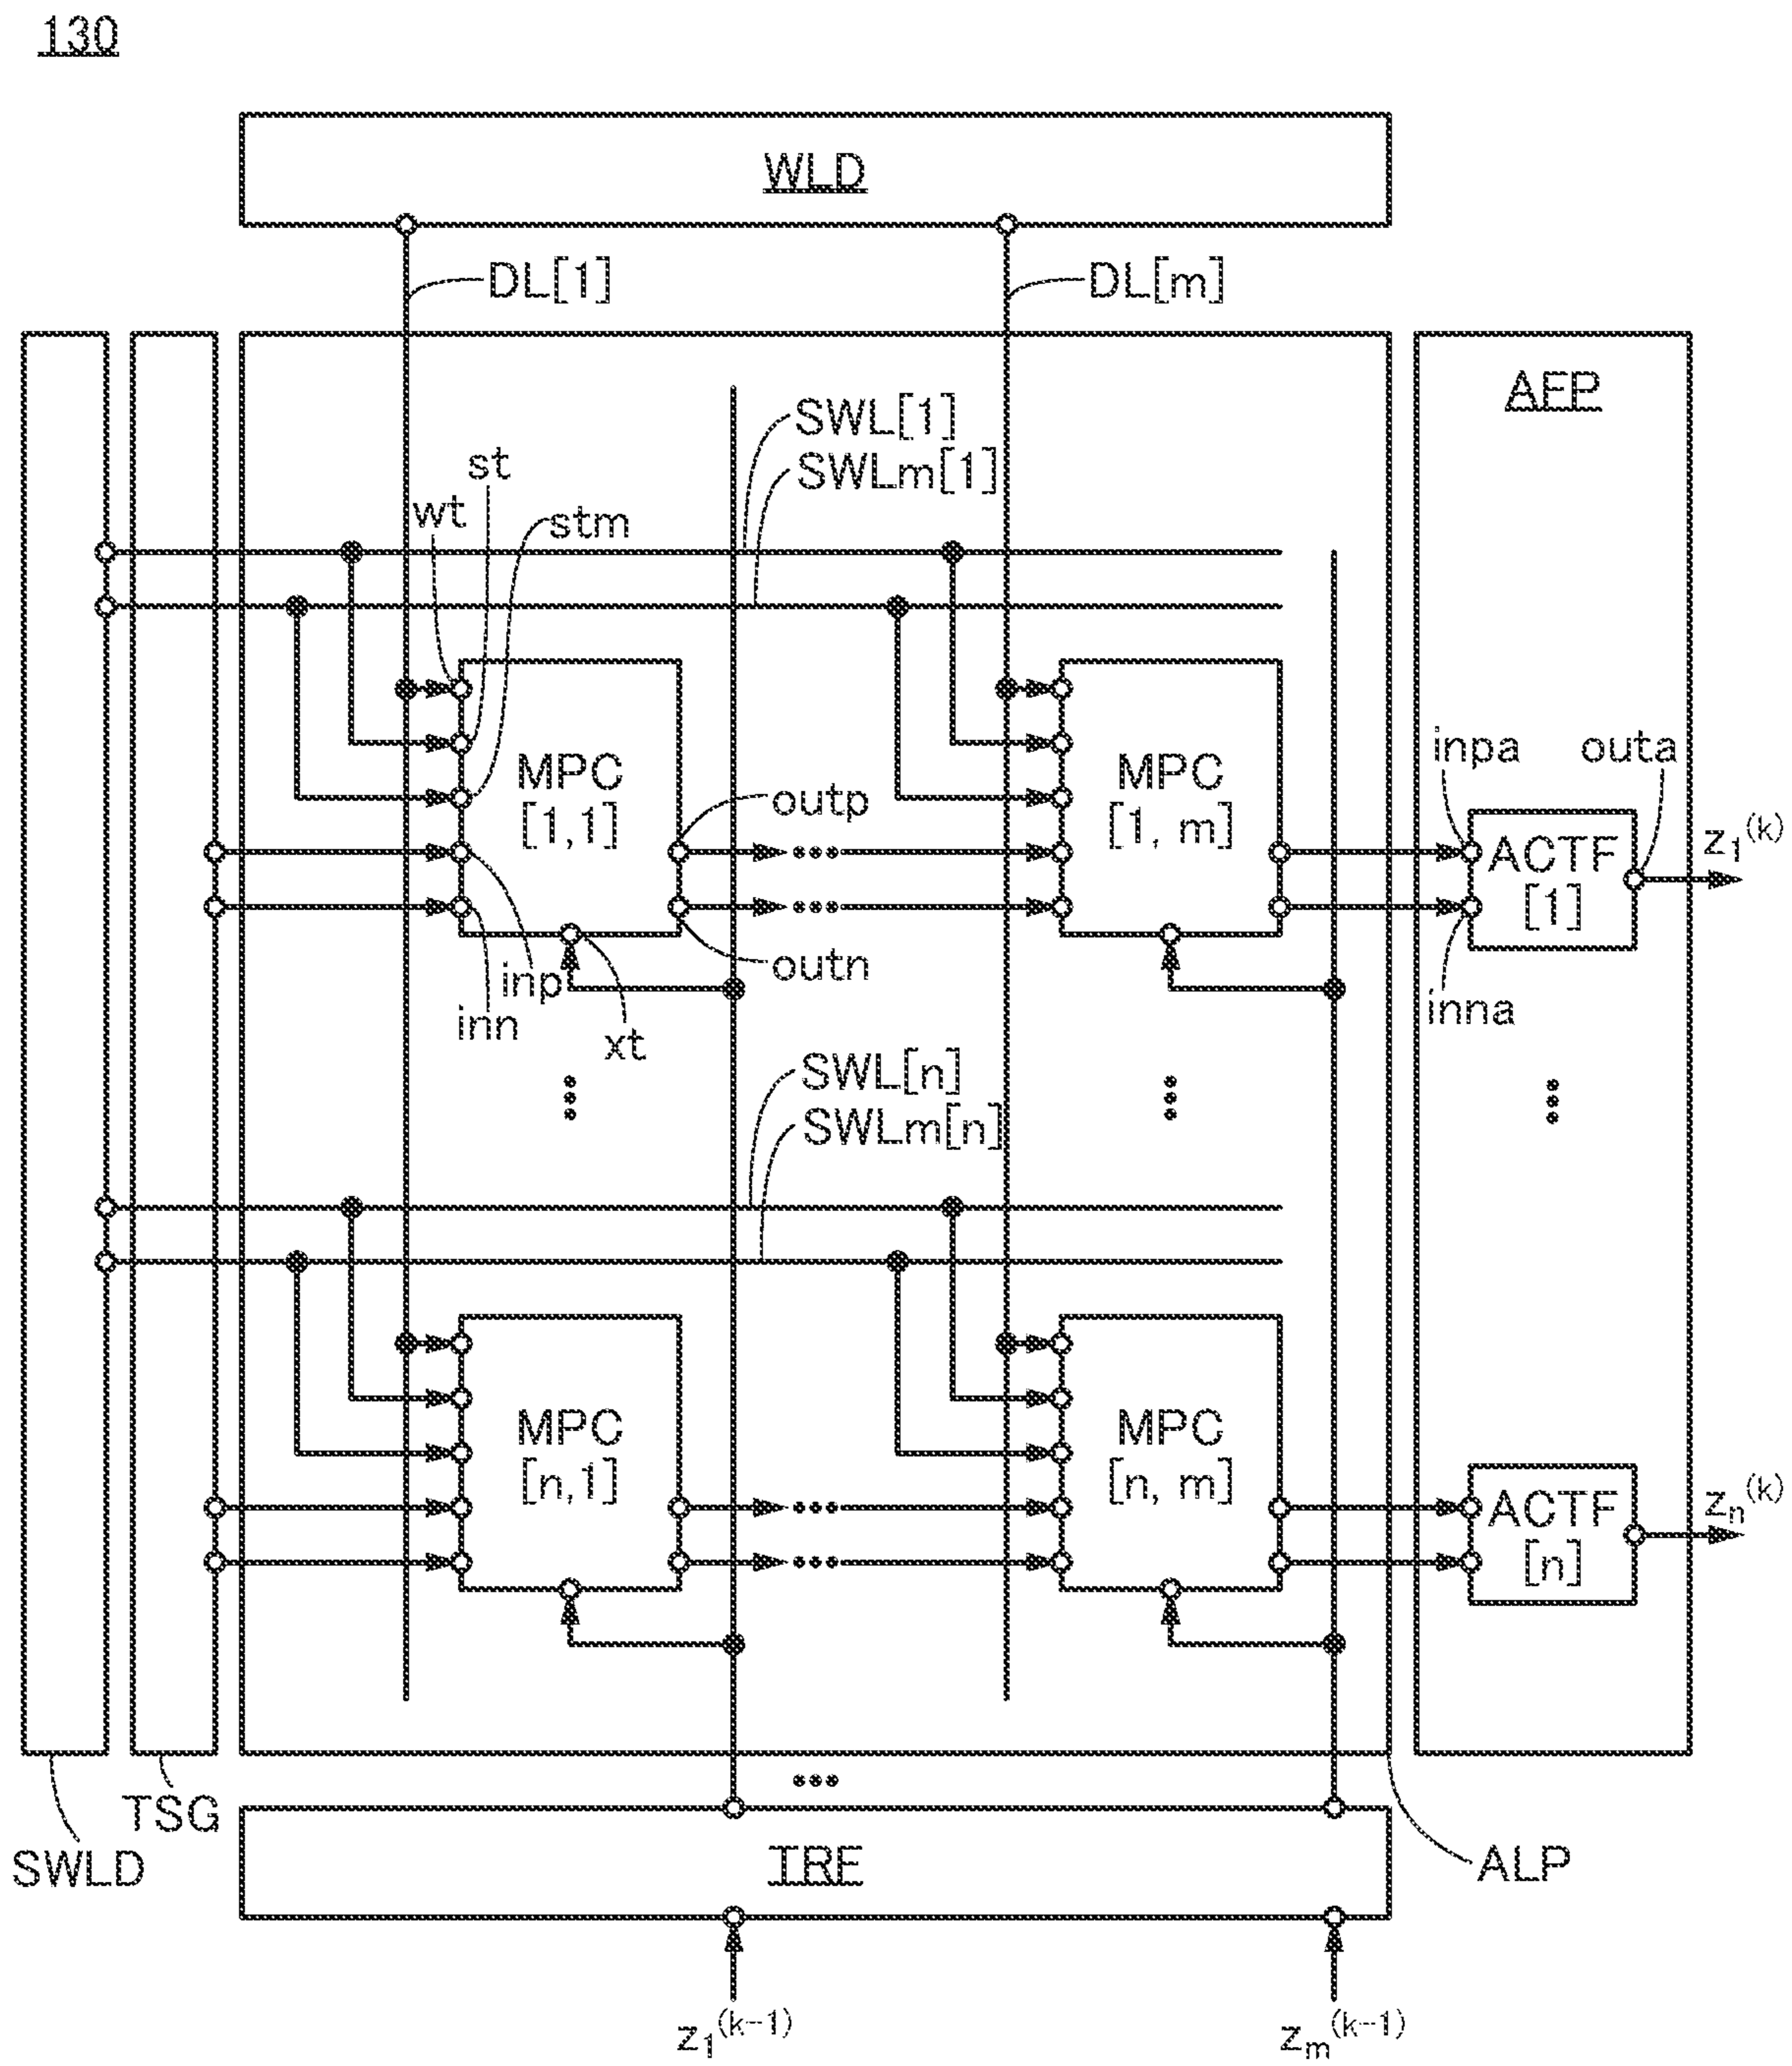 130
WLD
DL[1]
DL[m]
AFP
SWL[1]
SWLm[1]
st
wt
stm
MPC
[1,1]
outp
MPC
[1, m]
inpa
outa
ACTF
[1]
z1(k)
inp
inn
xt
outn
inna
SWL[n]
SWLm[n]
MPC
[n,1]
MPC
[n, m]
ACTF
[n]
zn(k)
TSG
SWLD
IRE
ALP
z1(k-1)
zm(k-1)